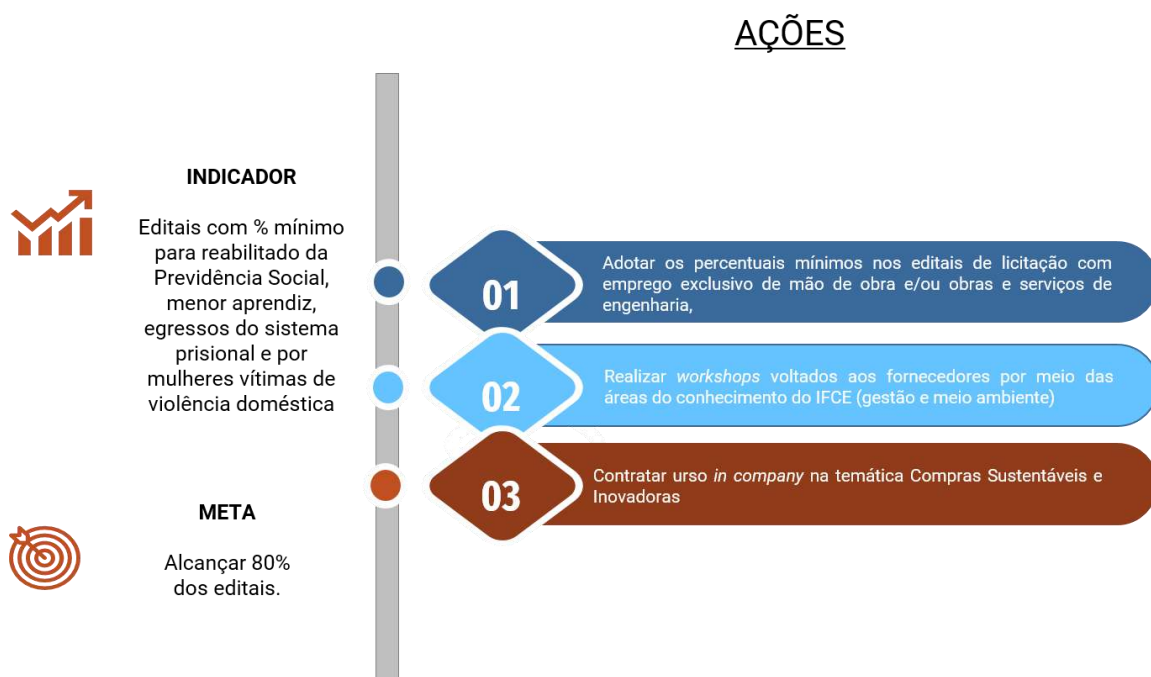 AÇÕES
INDICADOR
Editais com % mínimo
para reabilitado da
Previdência Social,
menor aprendiz,
egressos do sistema
prisional e por
mulheres vítimas de
violência doméstica
META
Alcançar 80%
dos editais.
01
Adotar os percentuais mínimos nos editais de licitação com
emprego exclusivo de mão de obra e/ou obras e serviços de
engenharia,
02
Realizar workshops voltados aos fornecedores por meio das
áreas do conhecimento do IFCE (gestão e meio ambiente)
03
Contratar urso in company na temática Compras Sustentáveis e
Inovadoras